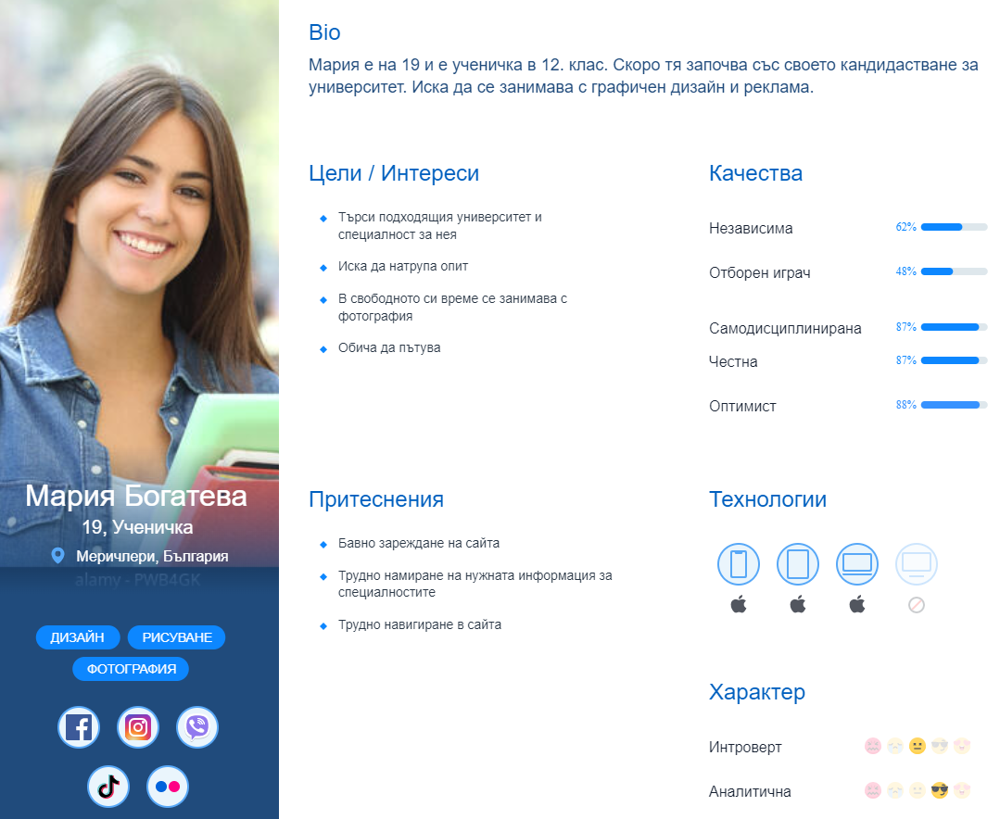 Мария Богатева
19, Ученичка
Меричлери, България
alamy - PWB4GK
ДИЗАЙН
РИСУВАНЕ
ФОТОГРАФИЯ
Bio
Мария е на 19 и е ученичка в 12. клас. Скоро тя започва със своето кандидастване за
университет. Иска да се занимава с графичен дизайн и реклама.
Цели / Интереси
Търси подходящия университет и
специалност за нея
Иска да натрупа опит
В свободното си време се занимава с
фотография
Обича да пътува
Качества
Независима 62%
Отборен играч 48%
Самодисциплинирана 87%
Честна 87%
Оптимист 88%
Притеснения
Бавно зареждане на сайта
Трудно намиране на нужната информация за
специалностите
Трудно навигиране в сайта
Технологии
Характер
Интроверт
Аналитична